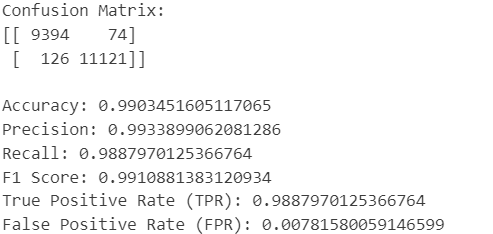 Confusion Matrix:
[[ 9394    74]
 [  126 11121]]

Accuracy: 0.9903451605117065
Precision: 0.9933899062081286
Recall: 0.9887970125366764
F1 Score: 0.9910881383120934
True Positive Rate (TPR): 0.9887970125366764
False Positive Rate (FPR): 0.00781580059146599